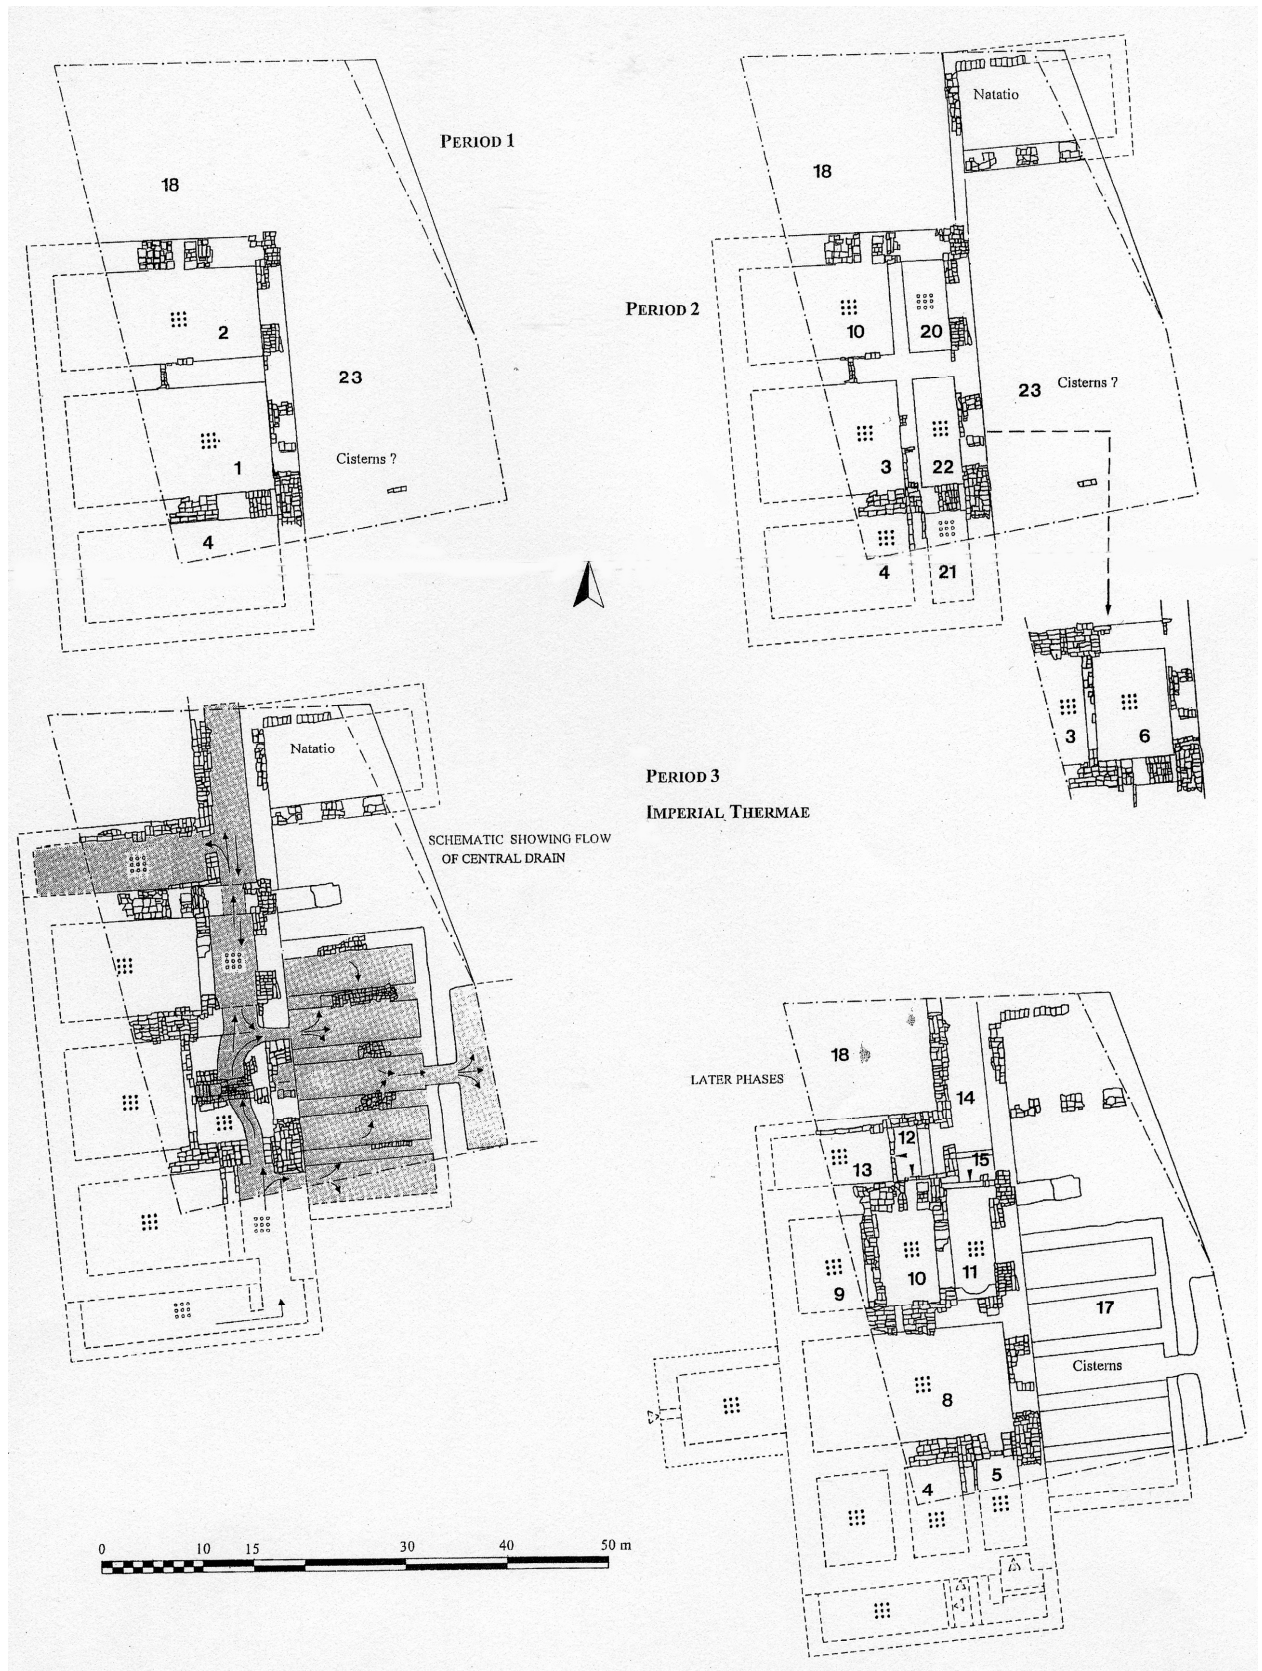 PERIOD 1
18
2
23
1
Cisterns ?
4
Natatio
18
PERIOD 2
10
20
23
Cisterns ?
3
22
4
21
3
6
Natatio
PERIOD 3
IMPERIAL THERMAE
SCHEMATIC SHOWING FLOW
OF CENTRAL DRAIN
LATER PHASES
18
14
12
13
15
9
10
11
17
Cisterns
8
4
5
0
10
15
30
40
50 m